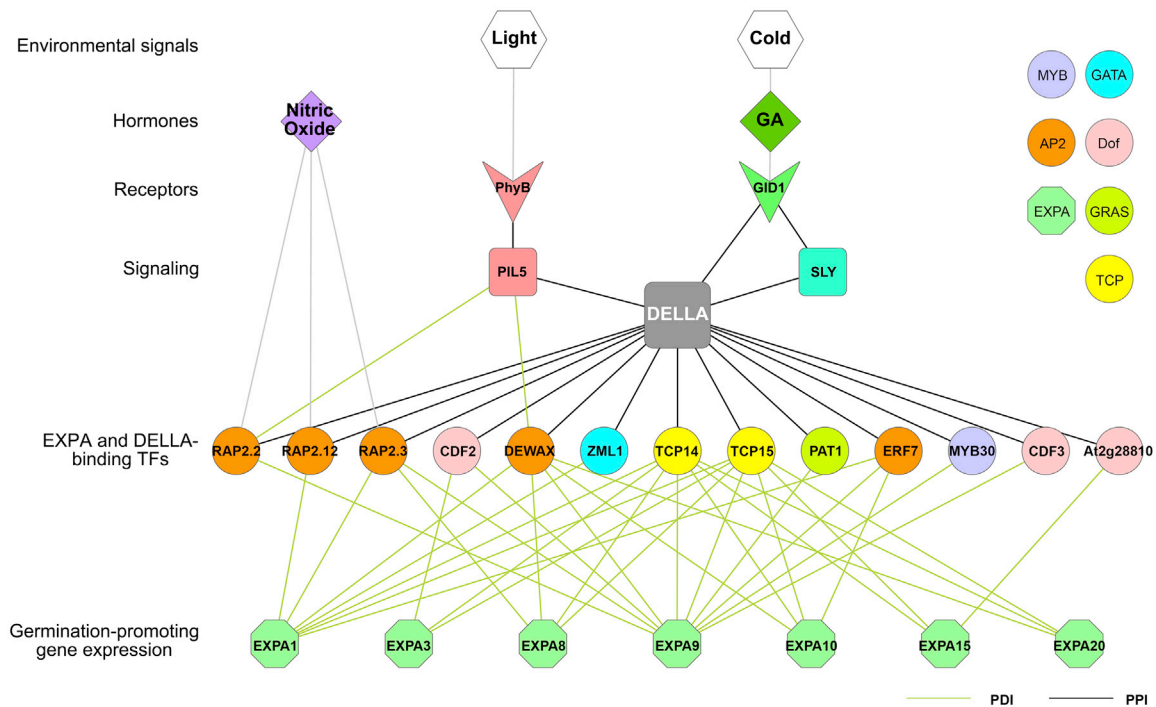 Environmental signals
Light
Cold
MYB
GATA
Hormones
Nitric
Oxide
GA
AP2
Dof
Receptors
PhyB
GID1
EXPA
GRAS
Signaling
PIL5
SLY
TCP
DELLA
EXPA and DELLA-
binding TFs
RAP2.2
RAP2.12
RAP2.3
CDF2
DEWAX
ZML1
TCP14
TCP15
PAT1
ERF7
MYB30
CDF3
At2g28810
Germination-promoting
gene expression
EXPA1
EXPA3
EXPA8
EXPA9
EXPA10
EXPA15
EXPA20
PDI
PPI